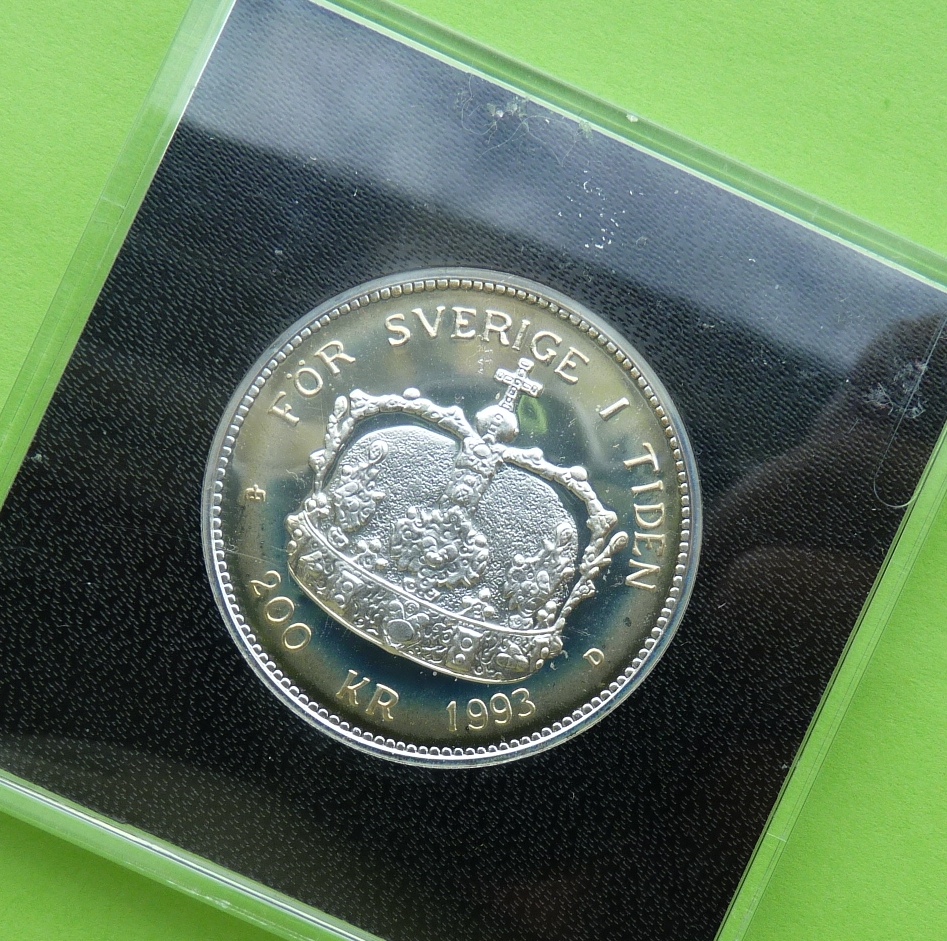 FÖR SVERIGE I TIDEN
B
200 KR 1993
D